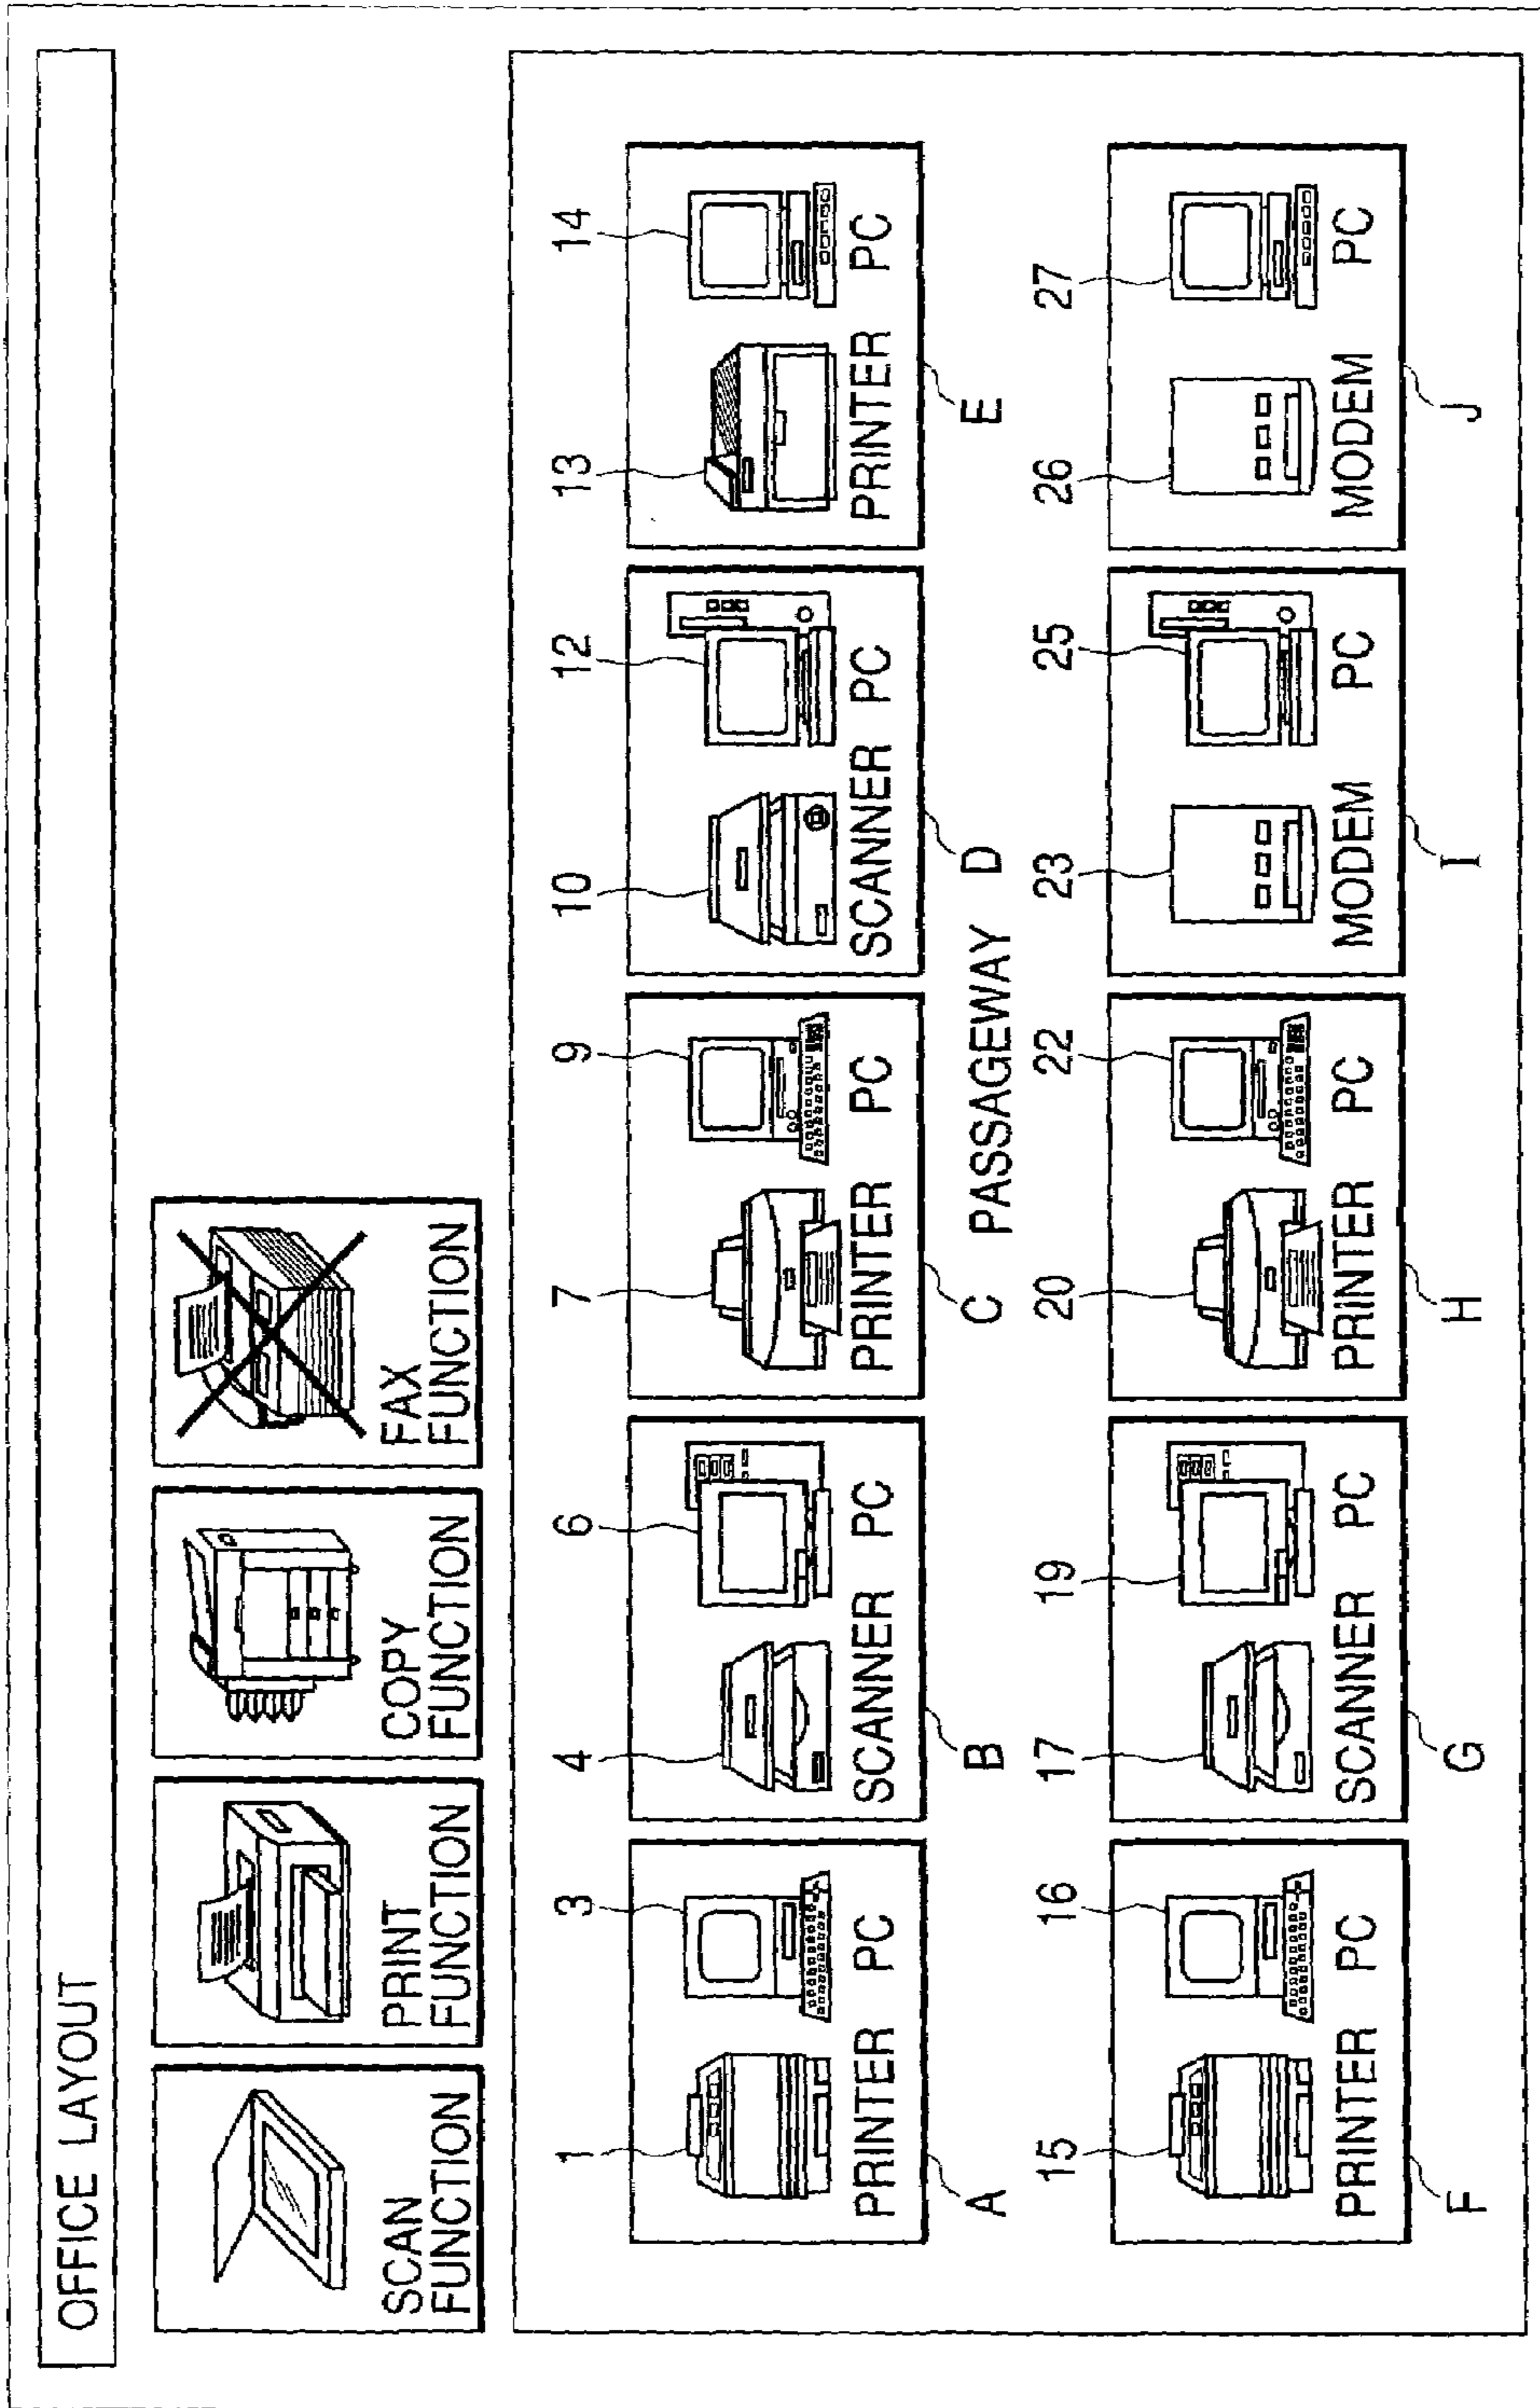 OFFICE LAYOUT
SCAN
FUNCTION
PRINT
FUNCTION
COPY
FUNCTION
FAX
FUNCTION
1 3 4 6 7 9 10 12 13 14
PRINTER PC SCANNER PC PRINTER PC SCANNER PC PRINTER PC
A B C D E
PASSAGEWAY
15 16 17 19 20 22 23 25 26 27
PRINTER PC SCANNER PC PRINTER PC MODEM PC MODEM PC
F G H I J